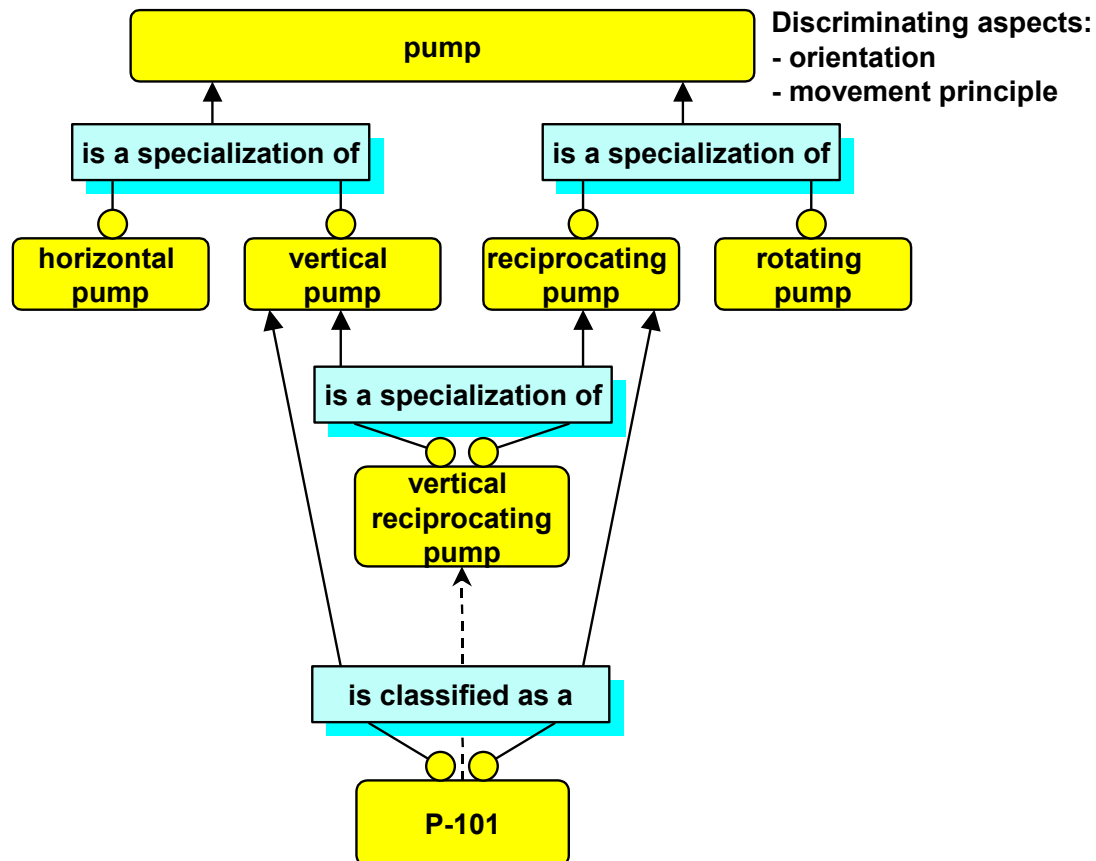 pump
Discriminating aspects:
- orientation
- movement principle
is a specialization of
is a specialization of
horizontal
pump
vertical
pump
reciprocating
pump
rotating
pump
is a specialization of
vertical
reciprocating
pump
is classified as a
P-101